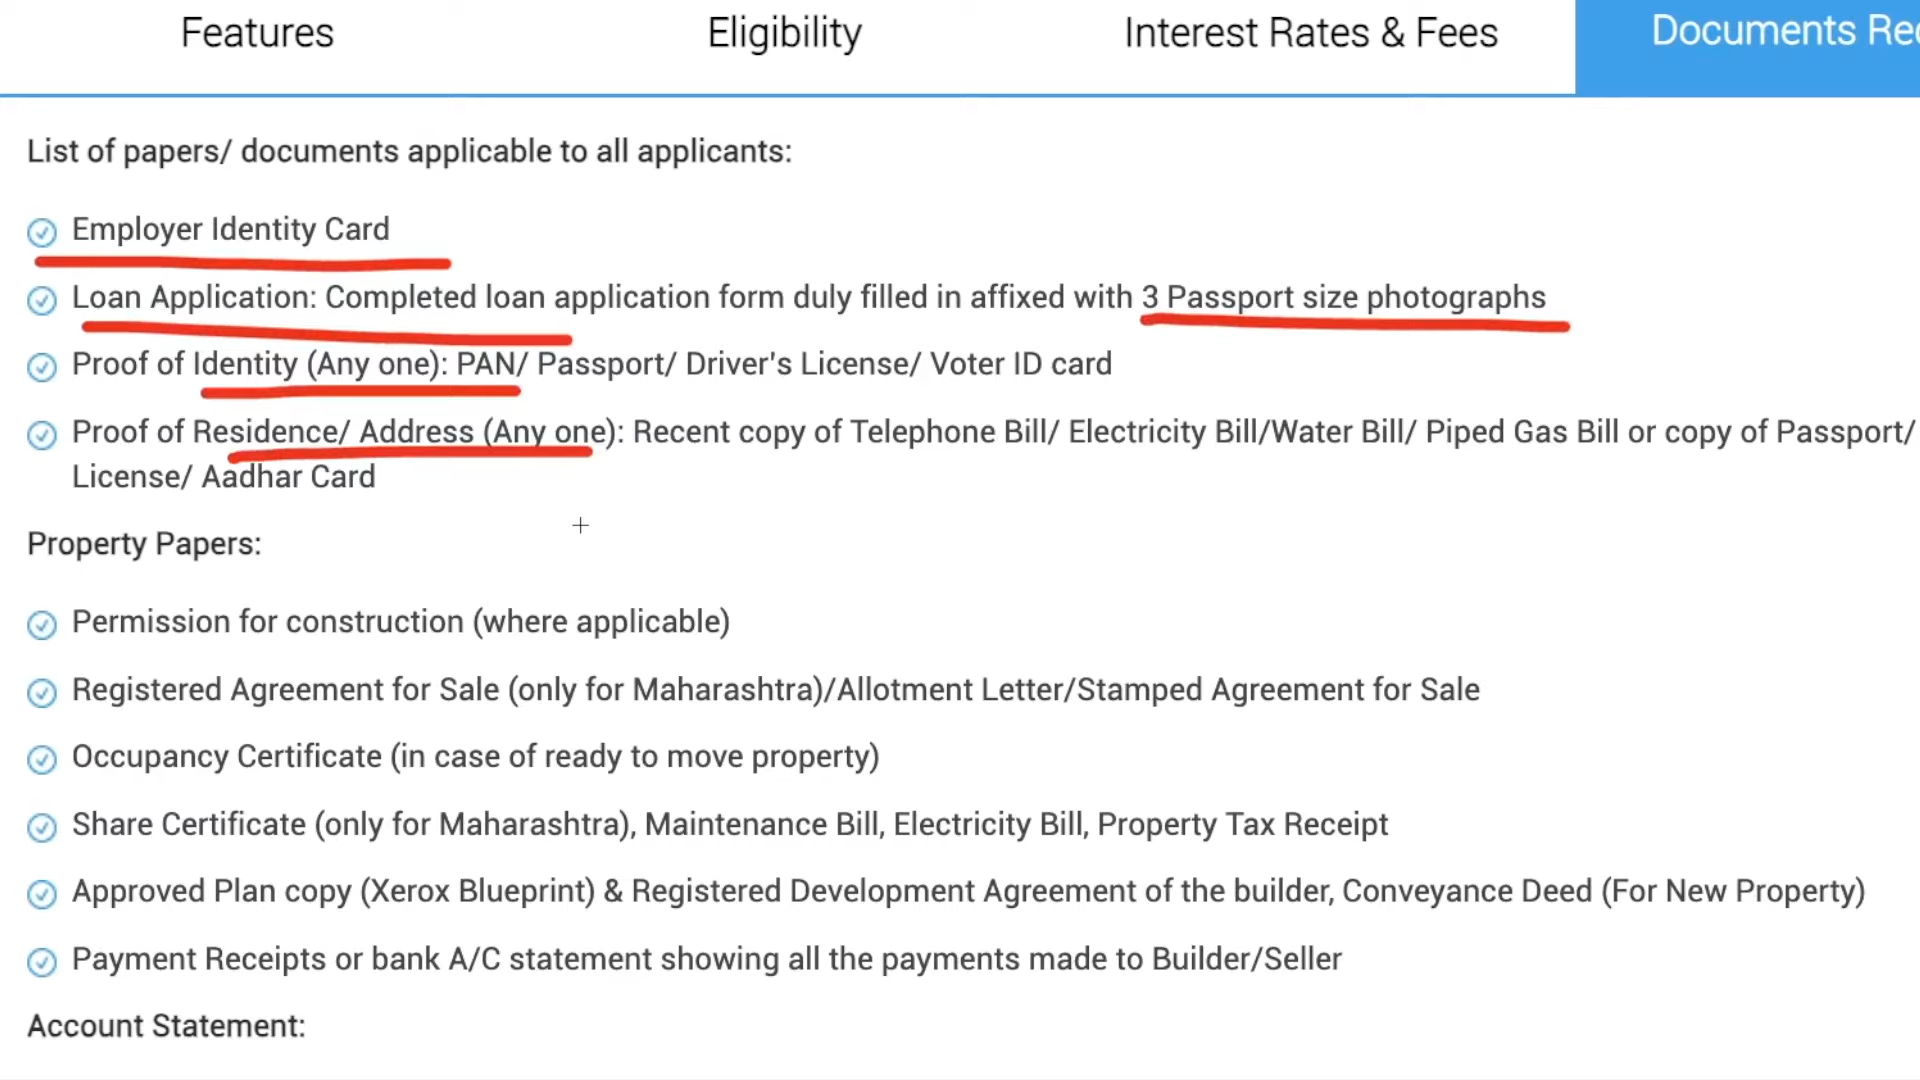 Features Eligibility Interest Rates & Fees Documents
List of papers/ documents applicable to all applicants:
Employer Identity Card
Loan Application: Completed loan application form duly filled in affixed with 3 Passport size photographs
Proof of Identity (Any one): PAN/ Passport/ Driver's License/ Voter ID card
Proof of Residence/ Address (Any one): Recent copy of Telephone Bill/ Electricity Bill/Water Bill/ Piped Gas Bill or copy of Passport/
License/ Aadhar Card
Property Papers:
Permission for construction (where applicable)
Registered Agreement for Sale (only for Maharashtra)/Allotment Letter/Stamped Agreement for Sale
Occupancy Certificate (in case of ready to move property)
Share Certificate (only for Maharashtra), Maintenance Bill, Electricity Bill, Property Tax Receipt
Approved Plan copy (Xerox Blueprint) & Registered Development Agreement of the builder, Conveyance Deed (For New Property)
Payment Receipts or bank A/C statement showing all the payments made to Builder/Seller
Account Statement: